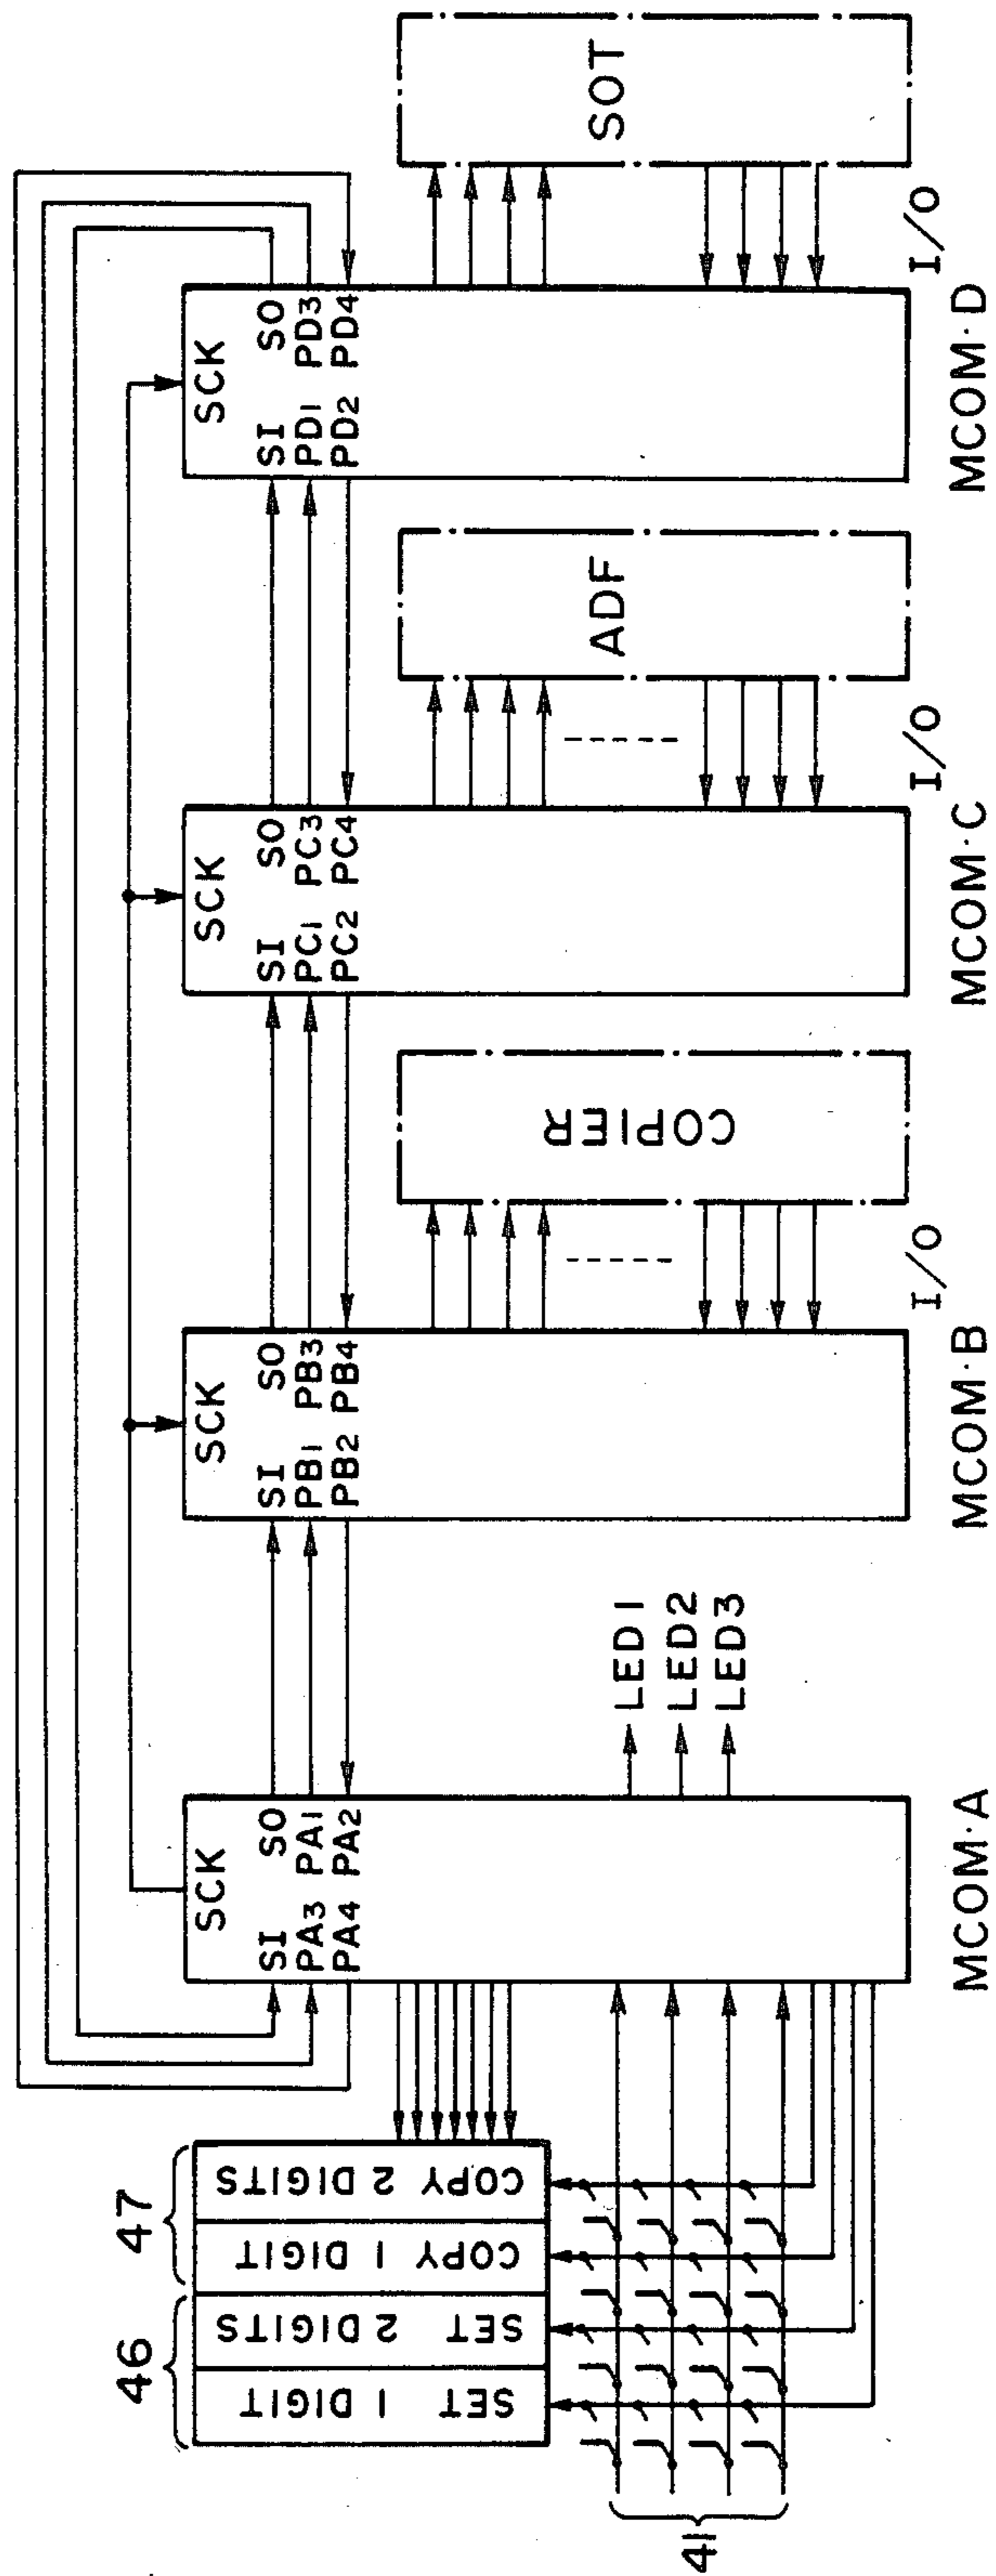 47
46
COPY 2 DIGITS
COPY 1 DIGIT
SET 2 DIGITS
SET 1 DIGIT
41
SCK
SI SO
PA3 PA1
PA4 PA2
LED1
LED2
LED3
MCOM·A
SCK
SI SO
PB1 PB3
PB2 PB4
COPIER
I/O
MCOM·B
SCK
SI SO
PC1 PC3
PC2 PC4
ADF
I/O
MCOM·C
SCK
SI SO
PD1 PD3
PD2 PD4
SOT
I/O
MCOM·D